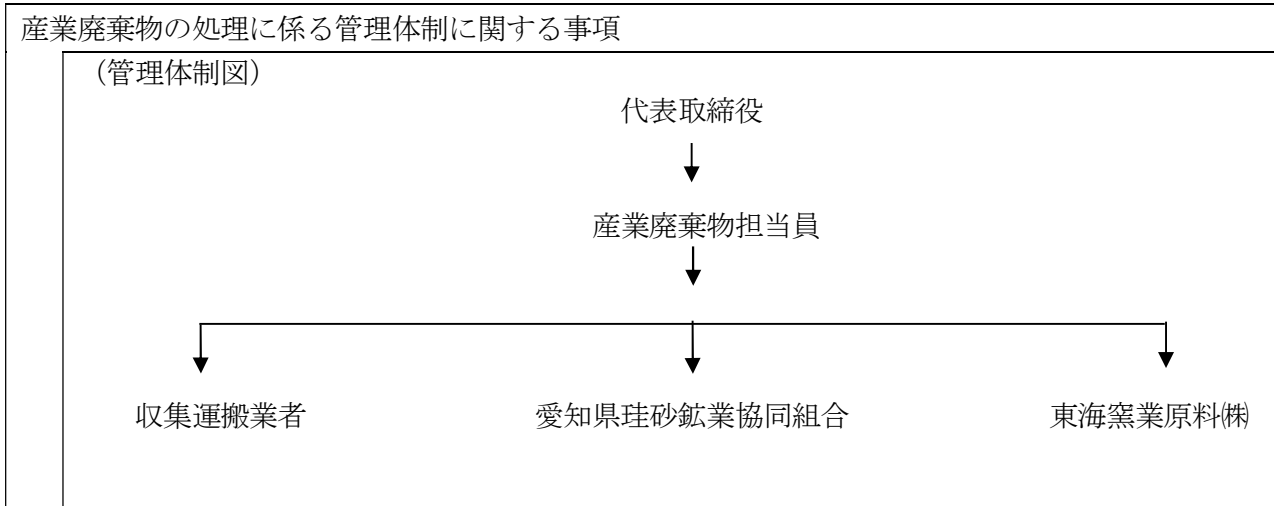 産業廃棄物の処理に係る管理体制に関する事項
（管理体制図）
代表取締役
産業廃棄物担当員
収集運搬業者 愛知県珪砂鉱業協同組合 東海窯業原料㈱